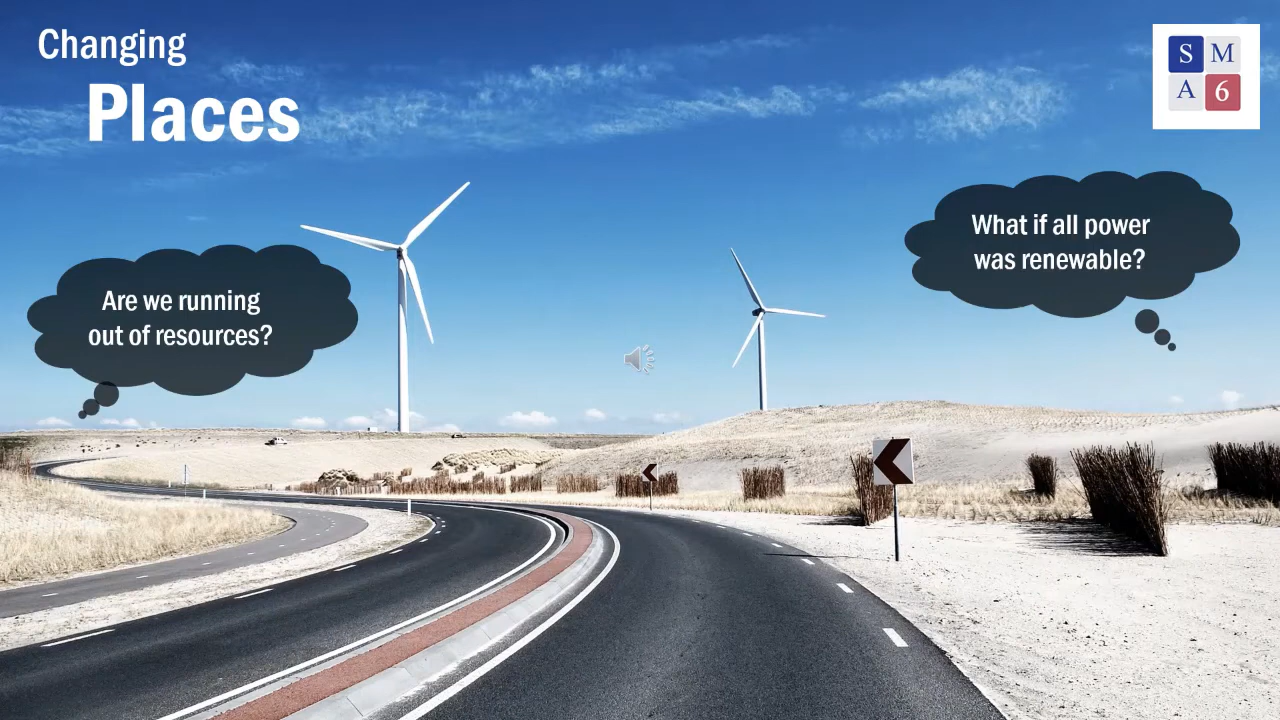 Changing
Places
S M
A 6
Are we running
out of resources?
What if all power
was renewable?